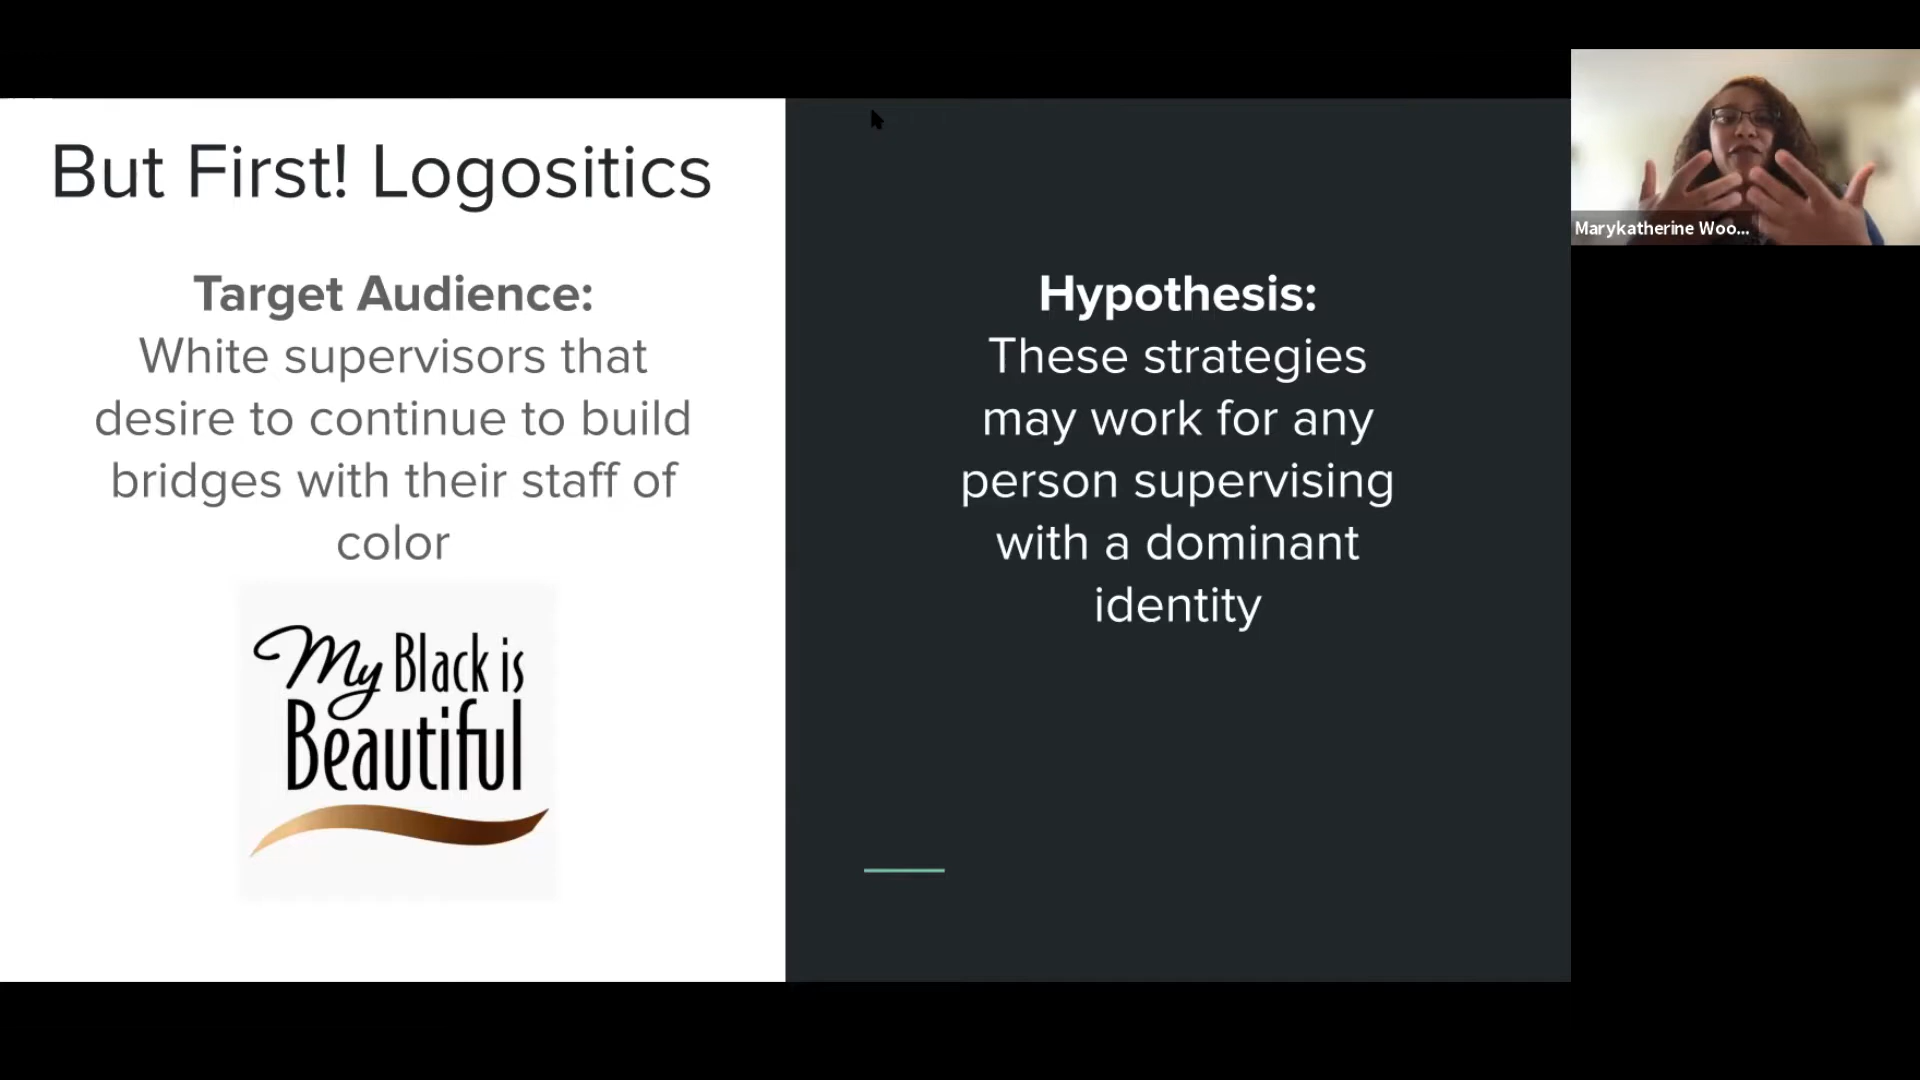 But First! Logositics
Target Audience:
White supervisors that
desire to continue to build
bridges with their staff of
color
My Black is
Beautiful
Hypothesis:
These strategies
may work for any
person supervising
with a dominant
identity
Marykatherine Woo...